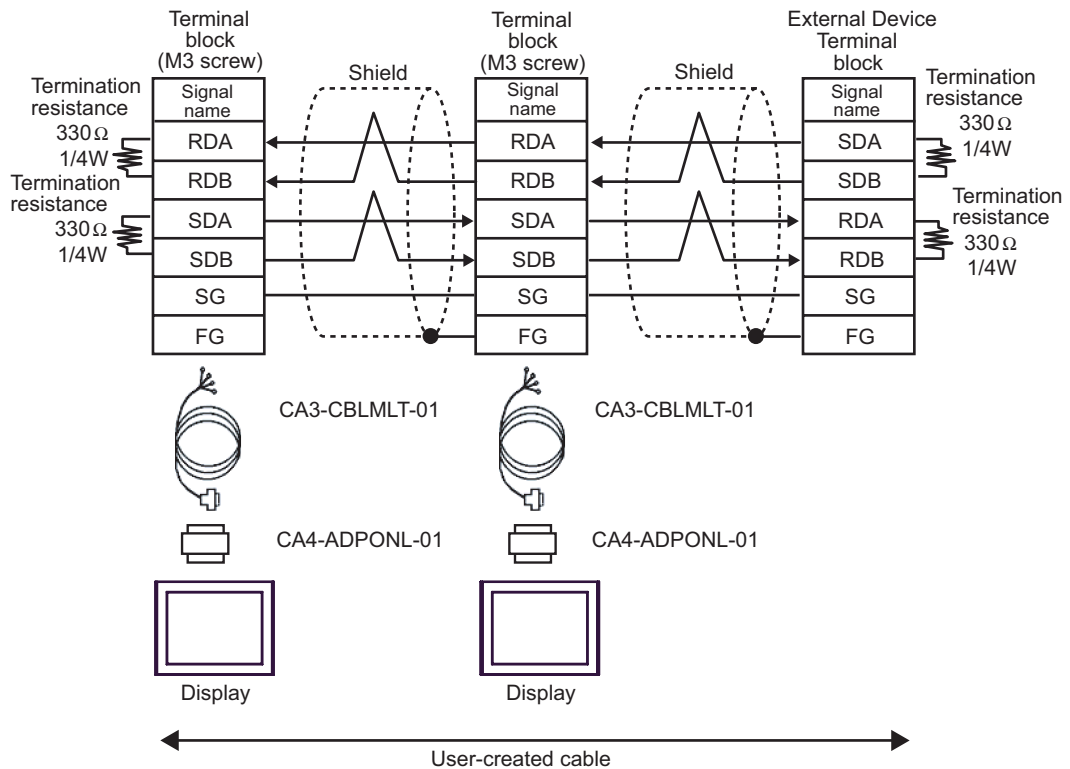 Terminal
block
(M3 screw)
Terminal
block
(M3 screw)
External Device
Terminal
block
Shield
Shield
Termination
resistance
330Ω
1/4W
Termination
resistance
330Ω
1/4W
Signal
name
RDA
RDB
SDA
SDB
SG
FG
Signal
name
RDA
RDB
SDA
SDB
SG
FG
Signal
name
SDA
SDB
RDA
RDB
SG
FG
Termination
resistance
330Ω
1/4W
Termination
resistance
330Ω
1/4W
CA3-CBLMLT-01
CA3-CBLMLT-01
CA4-ADPONL-01
CA4-ADPONL-01
Display
Display
User-created cable